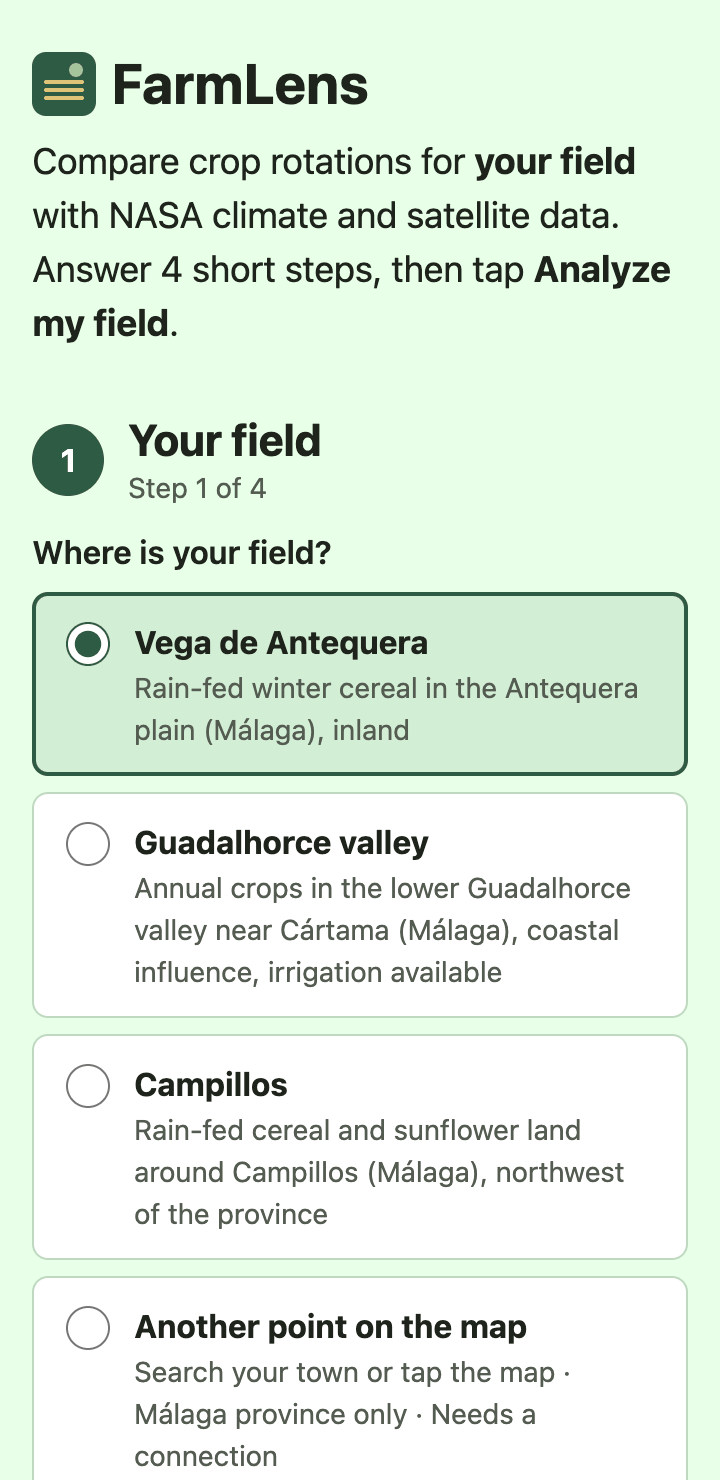 FarmLens
Compare crop rotations for your field
with NASA climate and satellite data.
Answer 4 short steps, then tap Analyze
my field.
1
Your field
Step 1 of 4
Where is your field?
Vega de Antequera
Rain-fed winter cereal in the Antequera
plain (Málaga), inland
Guadalhorce valley
Annual crops in the lower Guadalhorce
valley near Cártama (Málaga), coastal
influence, irrigation available
Campillos
Rain-fed cereal and sunflower land
around Campillos (Málaga), northwest
of the province
Another point on the map
Search your town or tap the map ·
Málaga province only · Needs a
connection